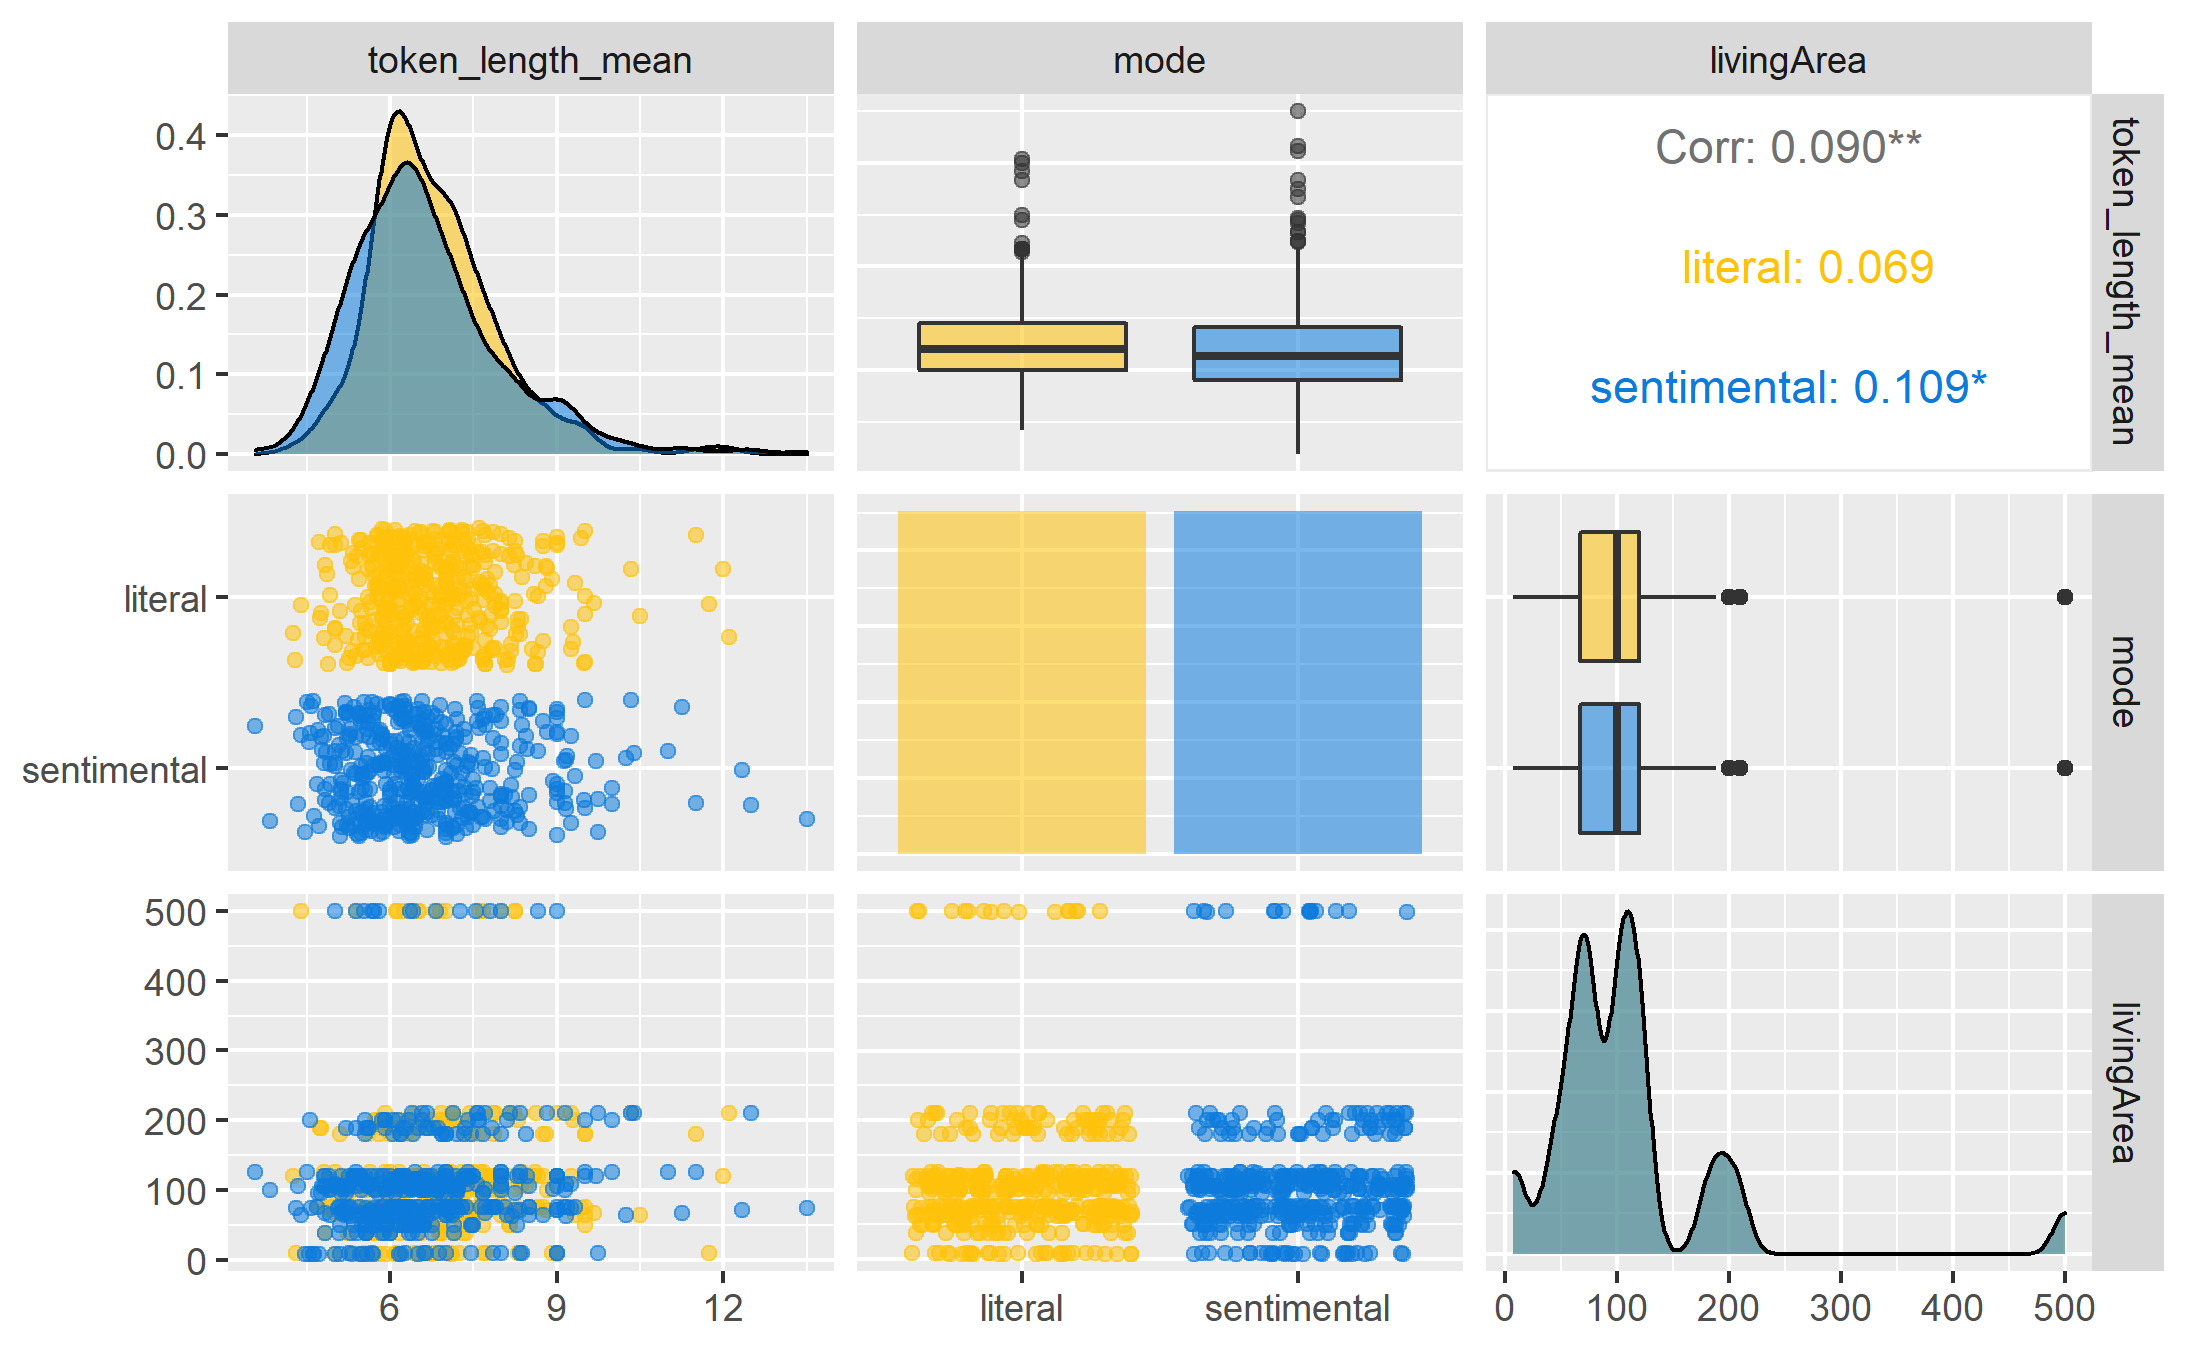 token_length_mean
mode
livingArea
0.4
0.3
0.2
0.1
0.0
Corr: 0.090**
literal: 0.069
sentimental: 0.109*
token_length_mean
literal
sentimental
mode
500
400
300
200
100
0
livingArea
6 9 12
literal sentimental
0 100 200 300 400 500